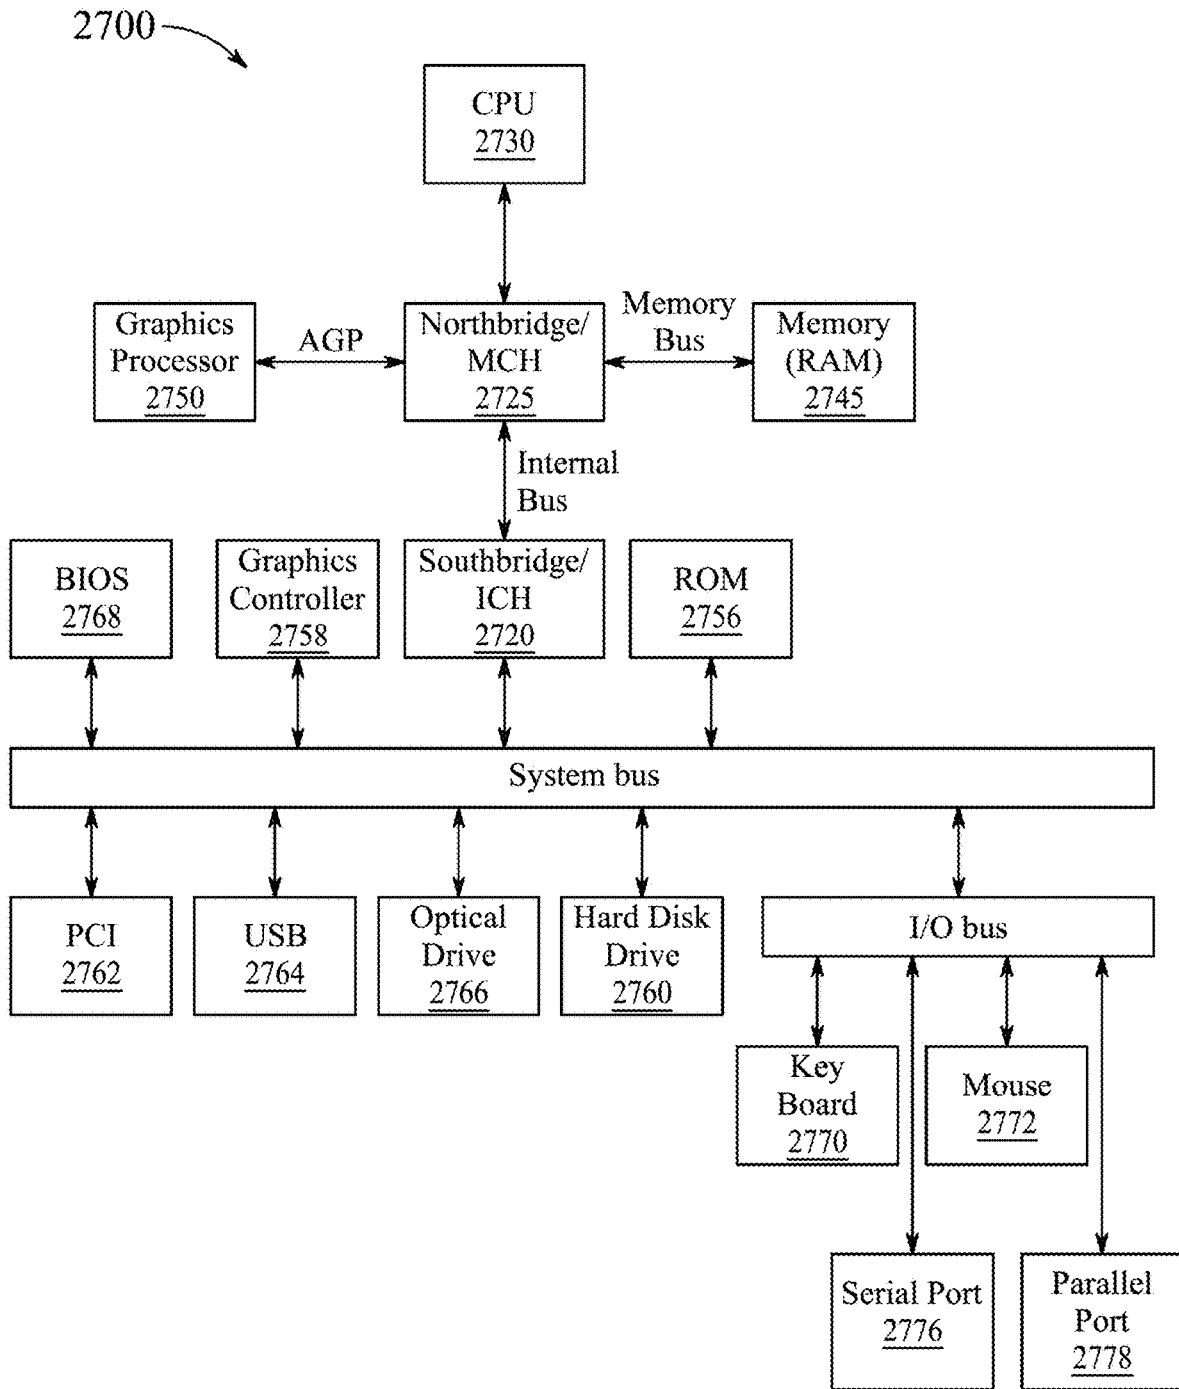 2700
CPU
2730
Graphics
Processor
2750
AGP
Northbridge/
MCH
2725
Memory
Bus
Memory
(RAM)
2745
Internal
Bus
BIOS
2768
Graphics
Controller
2758
Southbridge/
ICH
2720
ROM
2756
System bus
PCI
2762
USB
2764
Optical
Drive
2766
Hard Disk
Drive
2760
I/O bus
Key
Board
2770
Mouse
2772
Serial Port
2776
Parallel
Port
2778